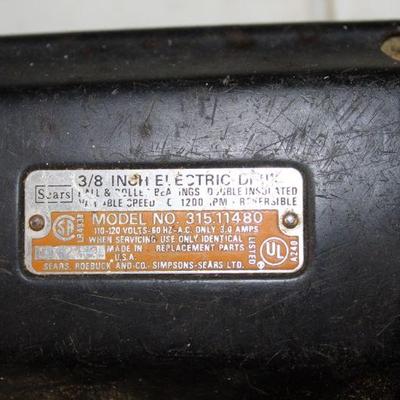 Sears
3/8 INCH ELECTRIC DRILL
BALL & ROLLER BEARINGS DOUBLE INSULATED
VARIABLE SPEED 1200 RPM - REVERSIBLE
MODEL NO. 315.11480
110-120 VOLTS-60 HZ-A.C. ONLY 3.0 AMPS
WHEN SERVICING USE ONLY IDENTICAL
REPLACEMENT PARTS
MADE IN
U.S.A.
SEARS, ROEBUCK AND CO.-SIMPSONS-SEARS LTD.
LR4938
LISTED
UL
A240